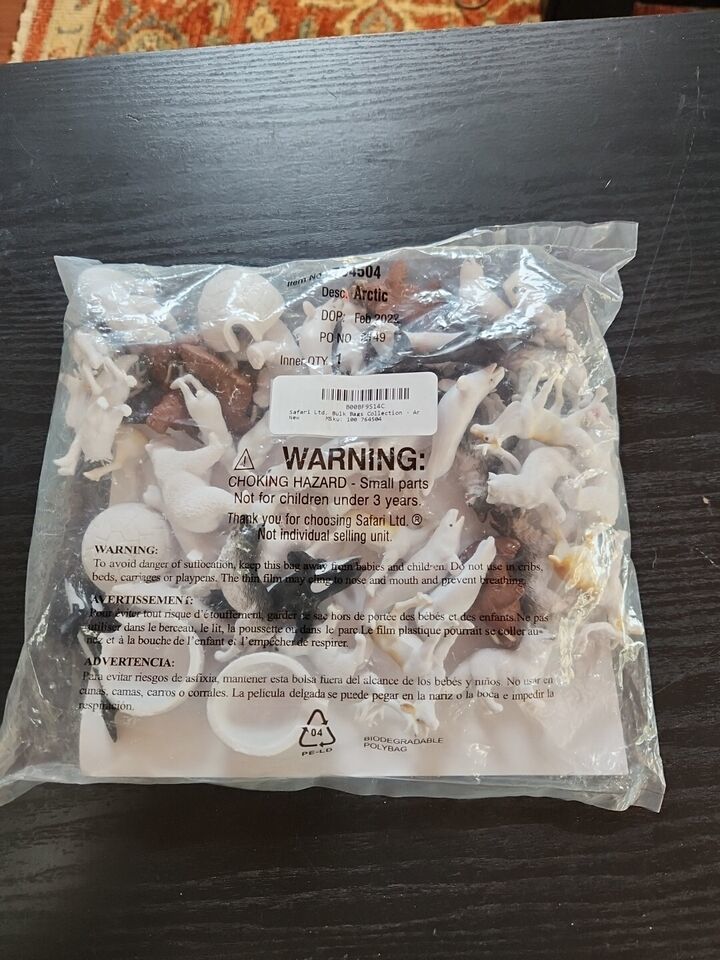 Item No. 764504
Desc. Arctic
DOP: Feb 2022
PO NO. 49
Inner QTY 1
B00BF9514C
Safari Ltd. Bulk Bags Collection - Ar
New
MSku: 100 764504
WARNING:
CHOKING HAZARD - Small parts
Not for children under 3 years.
Thank you for choosing Safari Ltd.®
Not individual selling unit.
WARNING:
To avoid danger of suffocation, keep this bag away from babies and children. Do not use in cribs,
beds, carriages or playpens. The thin film may cling to nose and mouth and prevent breathing.
AVERTISSEMENT:
Pour éviter tout risque d'étouffement, garder ce sac hors de portée des bébés et des enfants. Ne pas
utiliser dans le berceau, le lit, la poussette ou dans le parc. Le film plastique pourrait se coller au
nez et à la bouche de l'enfant et l'empêcher de respirer.
ADVERTENCIA:
Para evitar riesgos de asfixia, mantener esta bolsa fuera del alcance de los bebés y niños. No usar en
cunas, camas, carros o corrales. La pelicula delgada se puede pegar en la nariz o la boca e impedir la
respiración.
04
PE-LD
BIODEGRADABLE
POLYBAG